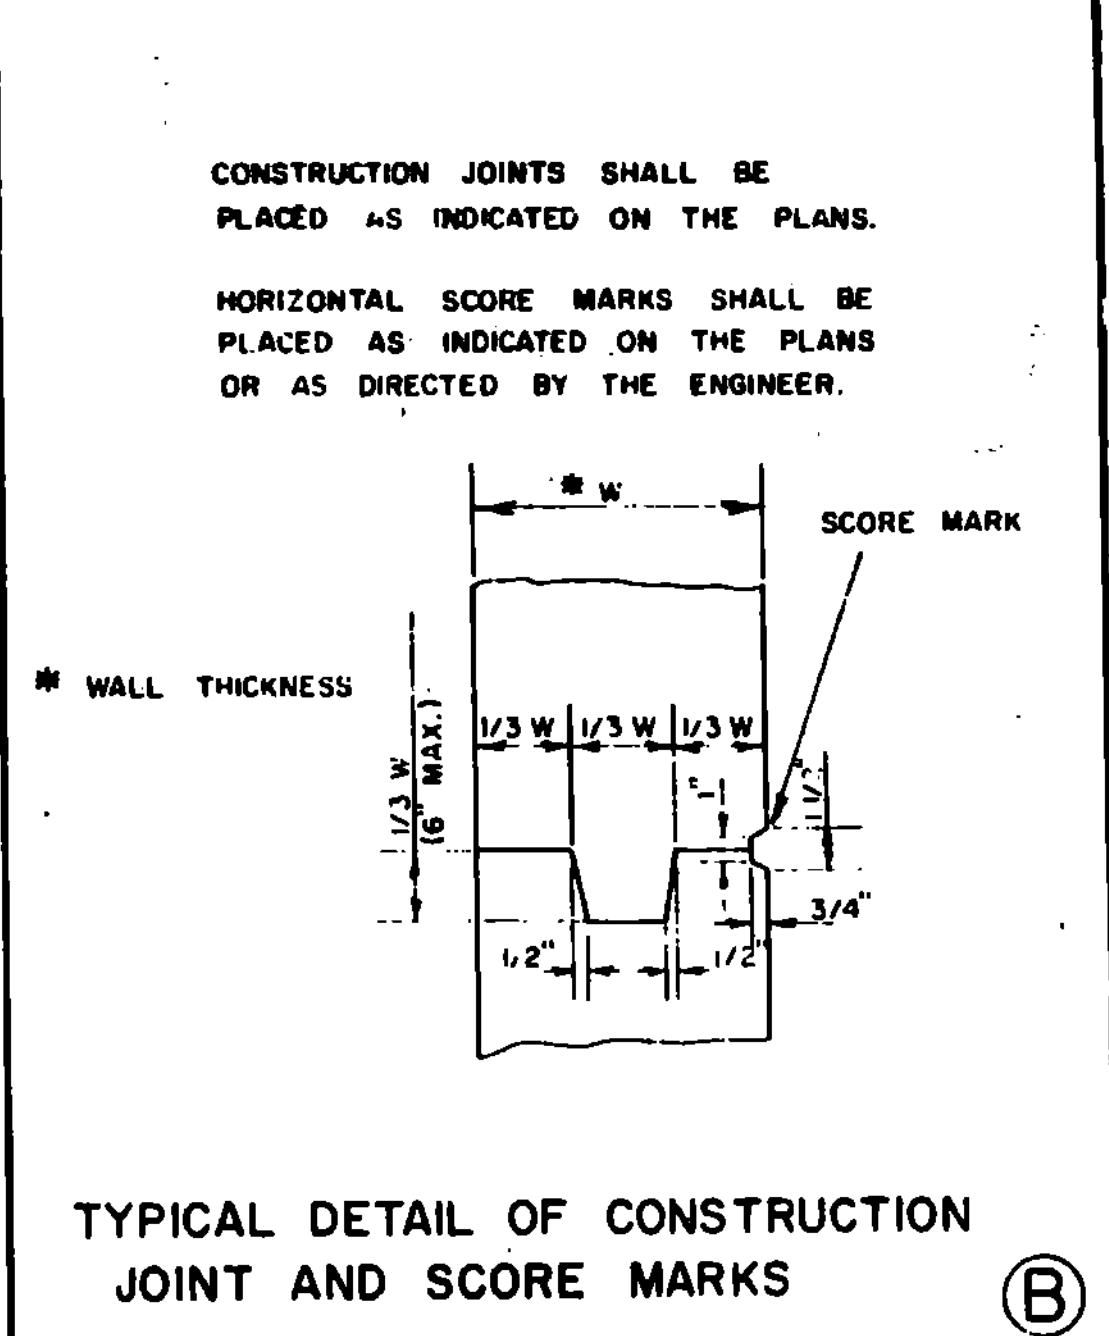 CONSTRUCTION JOINTS SHALL BE
PLACED AS INDICATED ON THE PLANS.
HORIZONTAL SCORE MARKS SHALL BE
PLACED AS INDICATED ON THE PLANS
OR AS DIRECTED BY THE ENGINEER.
* W
SCORE MARK
* WALL THICKNESS
1/3 W
1/3 W
1/3 W
1/3 W
(6" MAX.)
1"
1 1/2"
3/4"
1/2"
1/2"
TYPICAL DETAIL OF CONSTRUCTION
JOINT AND SCORE MARKS
B